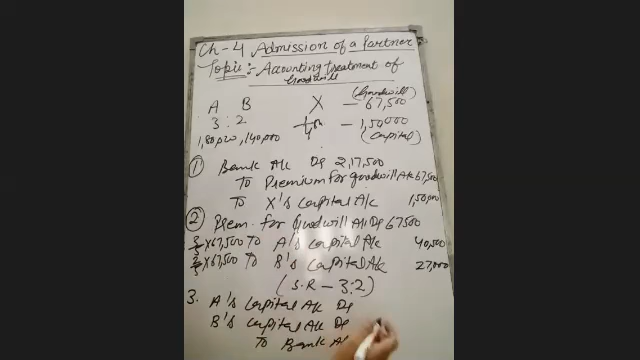 Ch-4 Admission of a Partner
Topic:- Accounting treatment of
Goodwill
A B X (Goodwill) — 67,500
3 : 2 — 1,50,000
1,80,000, 1,40,000 (Capital)
① Bank A/c Dr 2,17,500
To Premium for goodwill A/c 67,500
To X's Capital A/c 1,50,000
② Prem. for Goodwill A/c Dr 67500
3/5 x 67,500 To A's Capital A/c 40,500
2/5 x 67,500 To B's Capital A/c 27,000
(S.R — 3:2)
3. A's Capital A/c Dr
B's Capital A/c Dr
To Bank A/